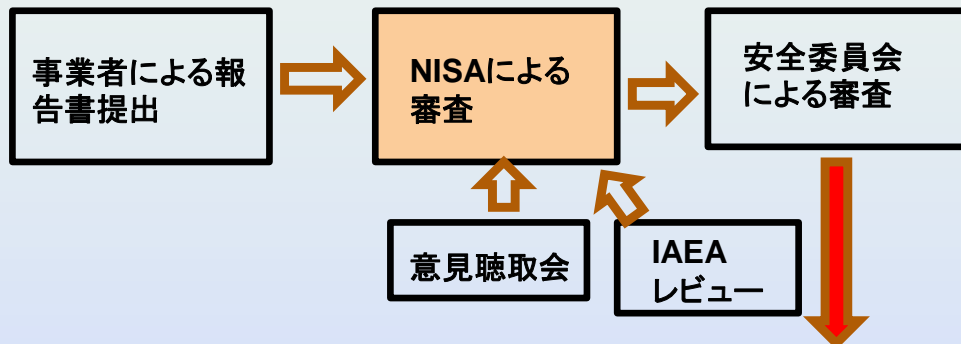 事業者による報
告書提出
NISAによる
審査
安全委員会
による審査
意見聴取会
IAEA
レビュー